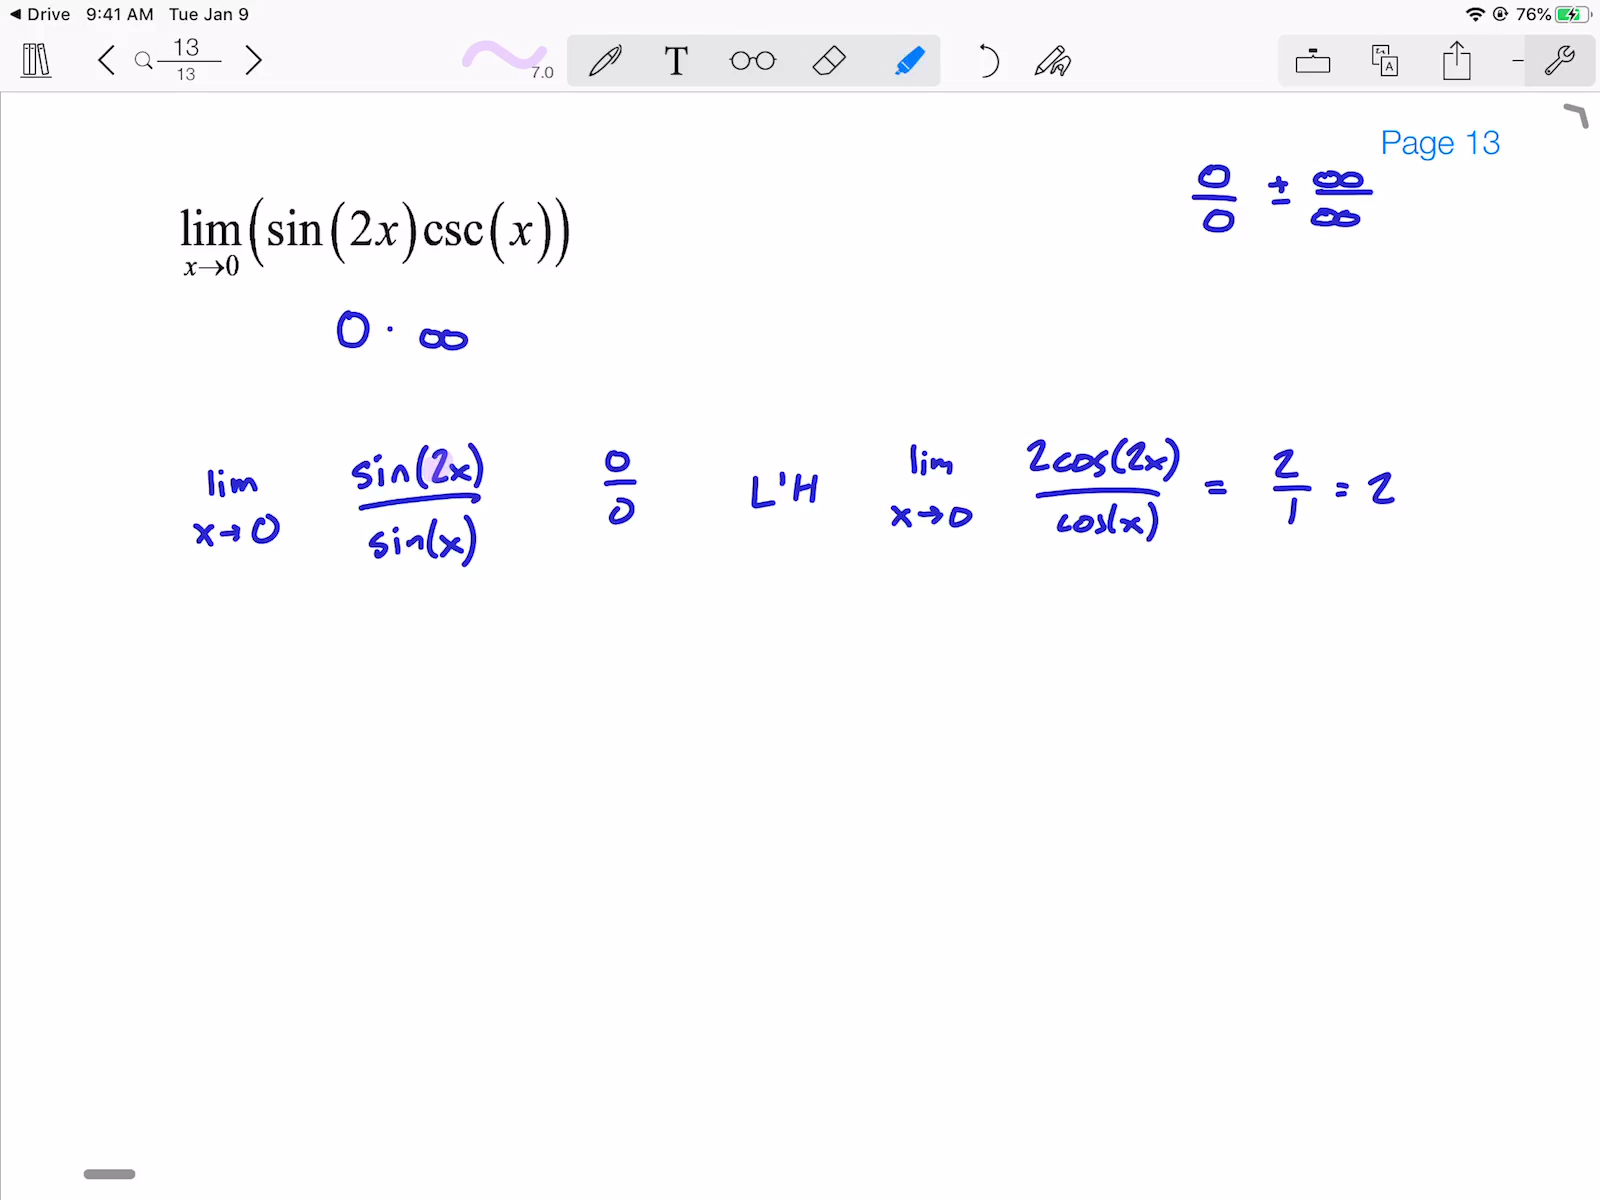 Drive 9:41 AM Tue Jan 9 76%
13
13
7.0
T
A
Page 13
0/0 ± ∞/∞
lim x→0 (sin(2x)csc(x))
0 · ∞
lim x→0 sin(2x)/sin(x) 0/0 L'H lim x→0 2cos(2x)/cos(x) = 2/1 = 2